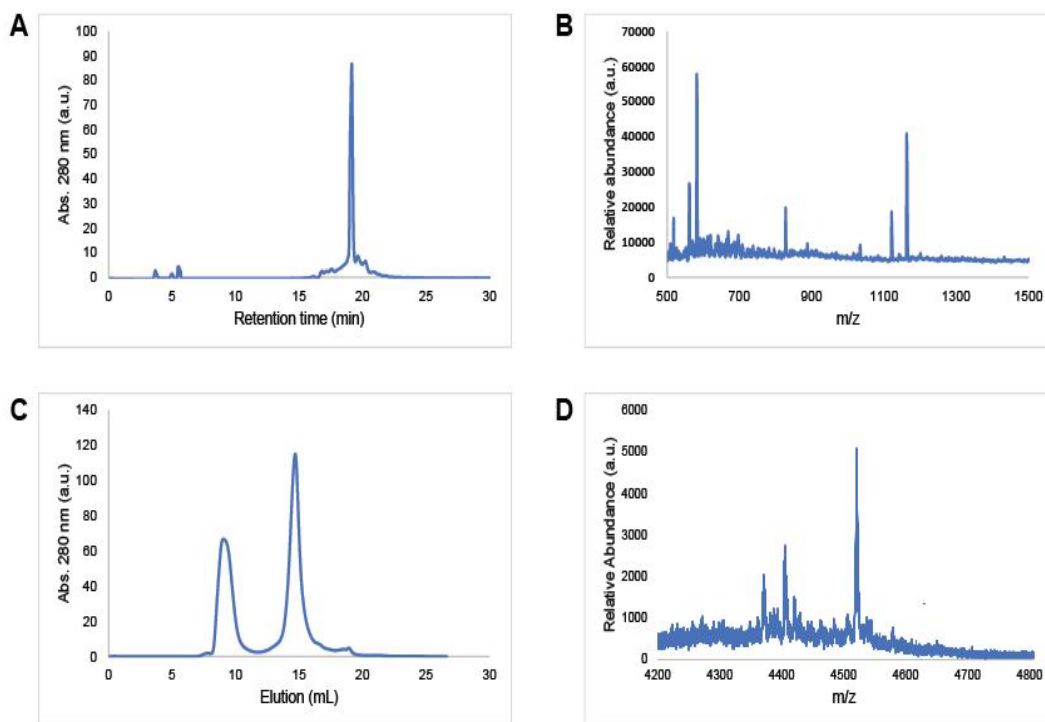 A
Abs. 280 nm (a.u.)
100
90
80
70
60
50
40
30
20
10
0
0 5 10 15 20 25 30
Retention time (min)
B
Relative abundance (a.u.)
70000
60000
50000
40000
30000
20000
10000
0
500 700 900 1100 1300 1500
m/z
C
Abs. 280 nm (a.u.)
140
120
100
80
60
40
20
0
0 5 10 15 20 25 30
Elution (mL)
D
Relative Abundance (a.u.)
6000
5000
4000
3000
2000
1000
0
4200 4400 4500 4600 4700 4800
m/z